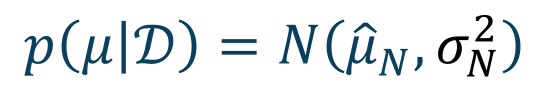 p(μ|𝒟) = N(μ̂_N, σ_N^2)